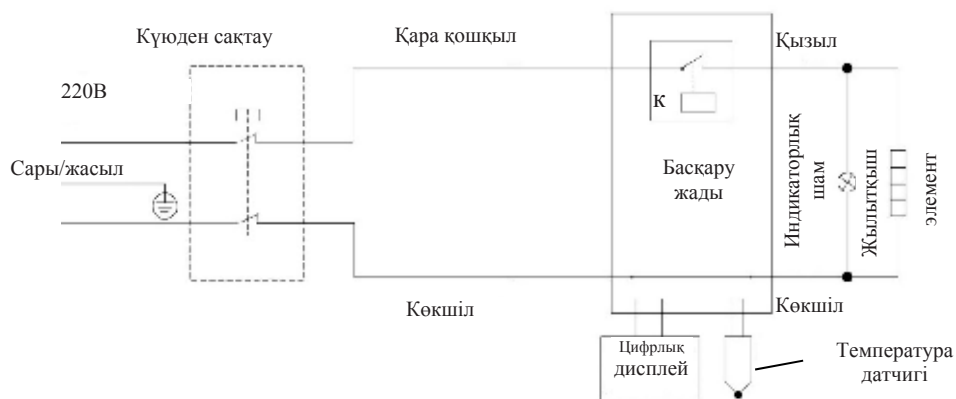 Күюден сақтау
Қара қошқыл
Қызыл
220В
К
Сары/жасыл
Басқару
жады
Индикаторлық
шам
Жылытқыш
элемент
Көкшіл
Көкшіл
Цифрлық
дисплей
Температура
датчигі